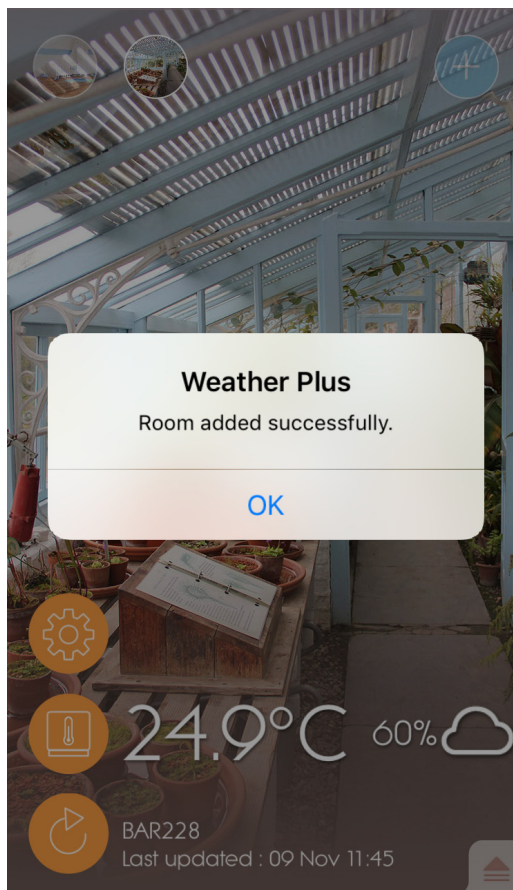 Weather Plus
Room added successfully.
OK
24.9°C 60%
BAR228
Last updated : 09 Nov 11:45